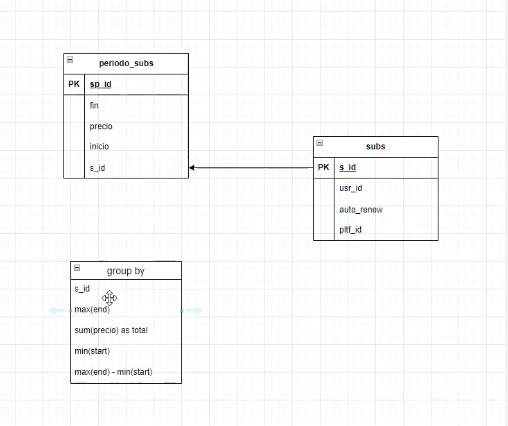 periodo_subs
PK sp_id
fin
precio
inicio
s_id
subs
PK s_id
usr_id
auto_renew
pltf_id
group by
s_id
max(end)
sum(precio) as total
min(start)
max(end) - min(start)